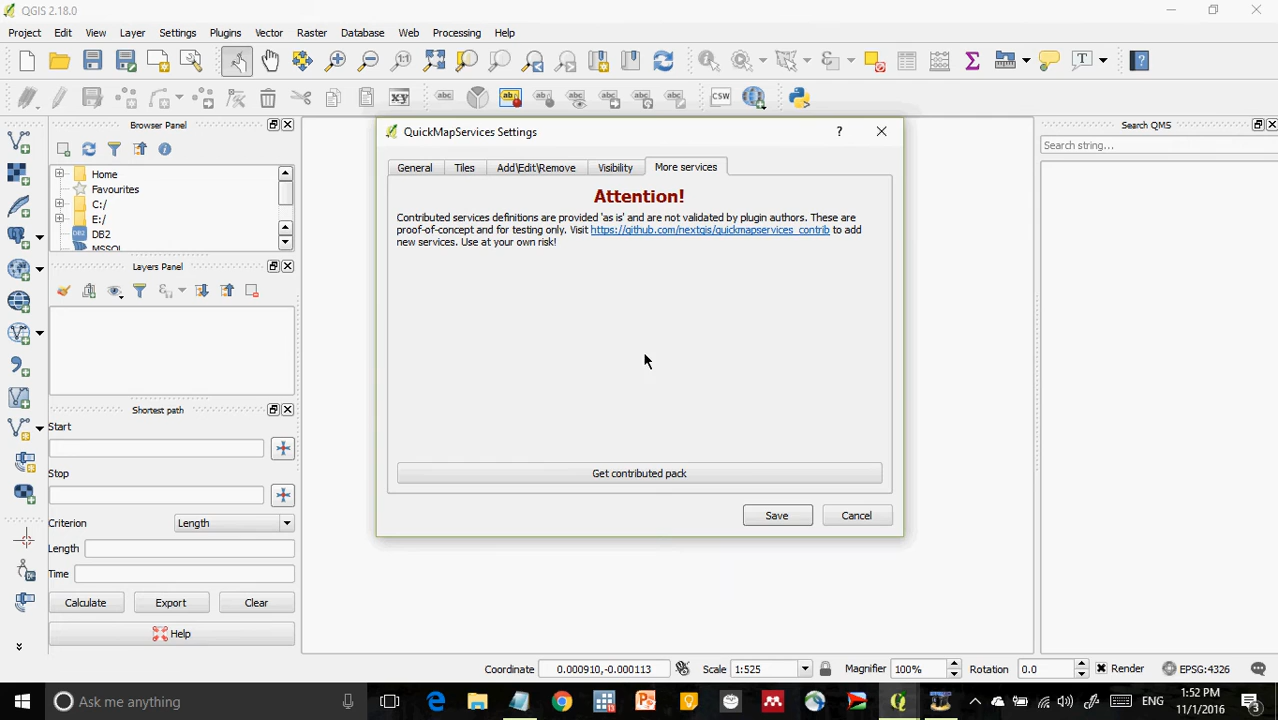 QGIS 2.18.0
Project Edit View Layer Settings Plugins Vector Raster Database Web Processing Help
CSW
Browser Panel
Home
Favourites
C:/
E:/
DB2
MSSQL
Layers Panel
Shortest path
Start
Stop
Criterion Length
Length
Time
Calculate Export Clear
Help
QuickMapServices Settings ?
General Tiles Add\Edit\Remove Visibility More services
Attention!
Contributed services definitions are provided 'as is' and are not validated by plugin authors. These are
proof-of-concept and for testing only. Visit https://github.com/nextgis/quickmapservices_contrib to add
new services. Use at your own risk!
Get contributed pack
Save Cancel
Search QMS
Search string...
Coordinate 0.000910,-0.000113 Scale 1:525 Magnifier 100% Rotation 0.0 Render EPSG:4326
Ask me anything
ENG
1:52 PM
11/1/2016
3